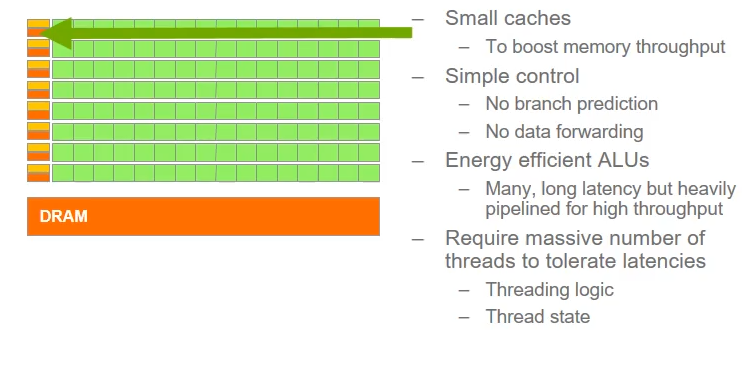 – Small caches
– To boost memory throughput
– Simple control
– No branch prediction
– No data forwarding
– Energy efficient ALUs
– Many, long latency but heavily
pipelined for high throughput
– Require massive number of
threads to tolerate latencies
– Threading logic
– Thread state
DRAM